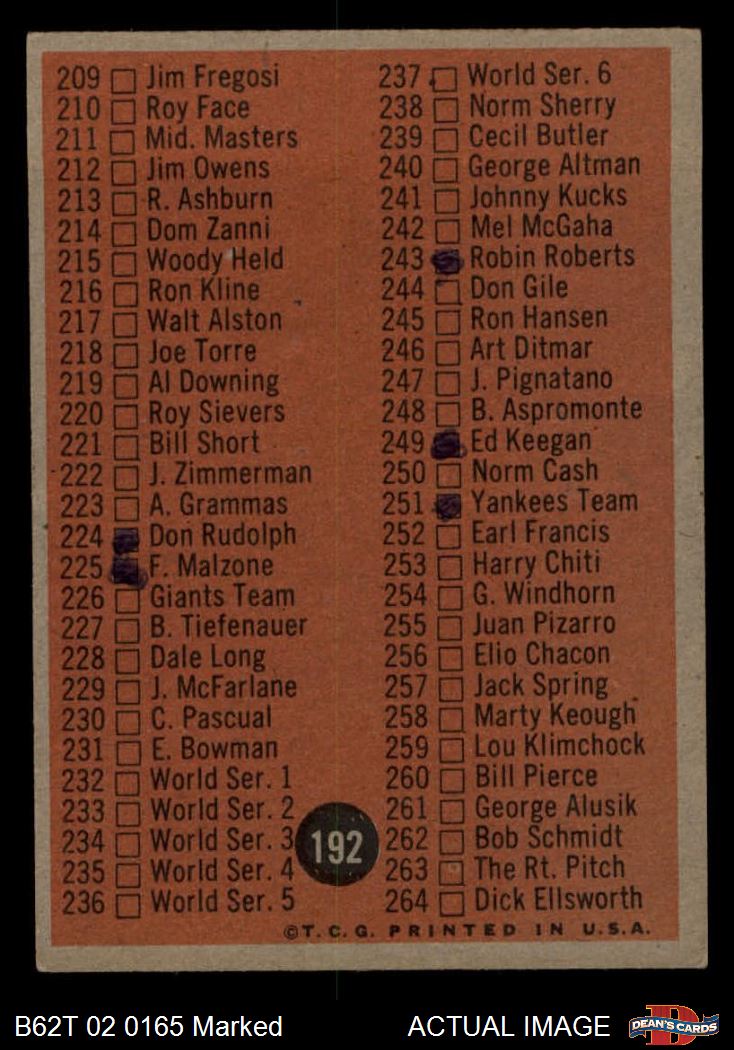 209 Jim Fregosi
210 Roy Face
211 Mid. Masters
212 Jim Owens
213 R. Ashburn
214 Dom Zanni
215 Woody Held
216 Ron Kline
217 Walt Alston
218 Joe Torre
219 Al Downing
220 Roy Sievers
221 Bill Short
222 J. Zimmerman
223 A. Grammas
224 Don Rudolph
225 F. Malzone
226 Giants Team
227 B. Tiefenauer
228 Dale Long
229 J. McFarlane
230 C. Pascual
231 E. Bowman
232 World Ser. 1
233 World Ser. 2
234 World Ser. 3
235 World Ser. 4
236 World Ser. 5
237 World Ser. 6
238 Norm Sherry
239 Cecil Butler
240 George Altman
241 Johnny Kucks
242 Mel McGaha
243 Robin Roberts
244 Don Gile
245 Ron Hansen
246 Art Ditmar
247 J. Pignatano
248 B. Aspromonte
249 Ed Keegan
250 Norm Cash
251 Yankees Team
252 Earl Francis
253 Harry Chiti
254 G. Windhorn
255 Juan Pizarro
256 Elio Chacon
257 Jack Spring
258 Marty Keough
259 Lou Klimchock
260 Bill Pierce
261 George Alusik
262 Bob Schmidt
263 The Rt. Pitch
264 Dick Ellsworth
192
©T.C.G. PRINTED IN U.S.A.
B62T 02 0165 Marked ACTUAL IMAGE
DEAN'S CARDS